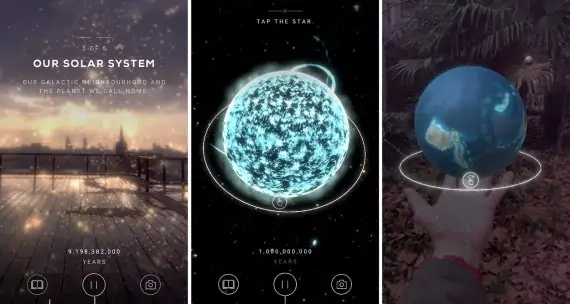 5 OF 6
OUR SOLAR SYSTEM
OUR GALACTIC NEIGHBOURHOOD AND
THE PLANET WE CALL HOME
9,198,382,000
YEARS
TAP THE STAR
1,000,000,000
YEARS